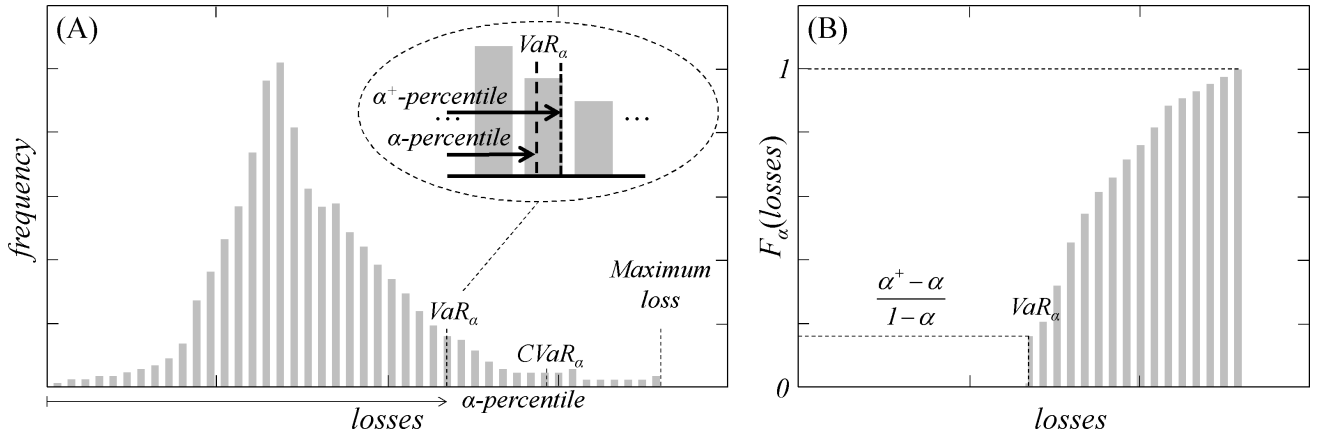 (A)
VaRα
α⁺-percentile
...
...
α-percentile
frequency
Maximum
loss
VaRα
CVaRα
α-percentile
losses
(B)
1
Fα(losses)
α⁺ − α
1 − α
VaRα
0
losses